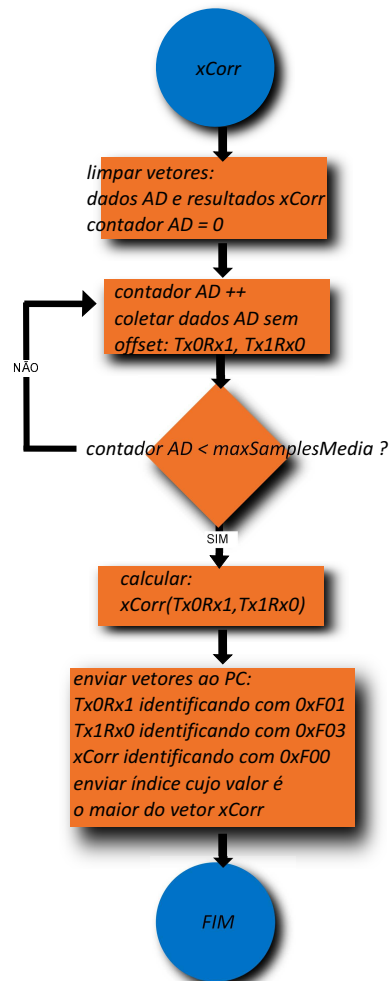 xCorr
limpar vetores:
dados AD e resultados xCorr
contador AD = 0
contador AD ++
coletar dados AD sem
offset: Tx0Rx1, Tx1Rx0
NÃO
contador AD < maxSamplesMedia ?
SIM
calcular:
xCorr(Tx0Rx1,Tx1Rx0)
enviar vetores ao PC:
Tx0Rx1 identificando com 0xF01
Tx1Rx0 identificando com 0xF03
xCorr identificando com 0xF00
enviar índice cujo valor é
o maior do vetor xCorr
FIM